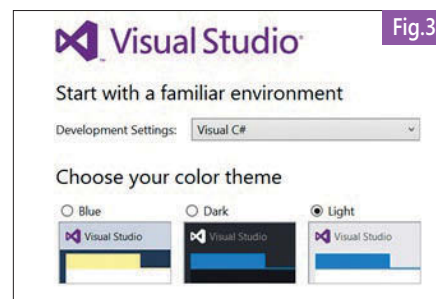 Fig.3
Visual Studio
Start with a familiar environment
Development Settings: Visual C#
Choose your color theme
Blue Dark Light
Visual Studio Visual Studio Visual Studio